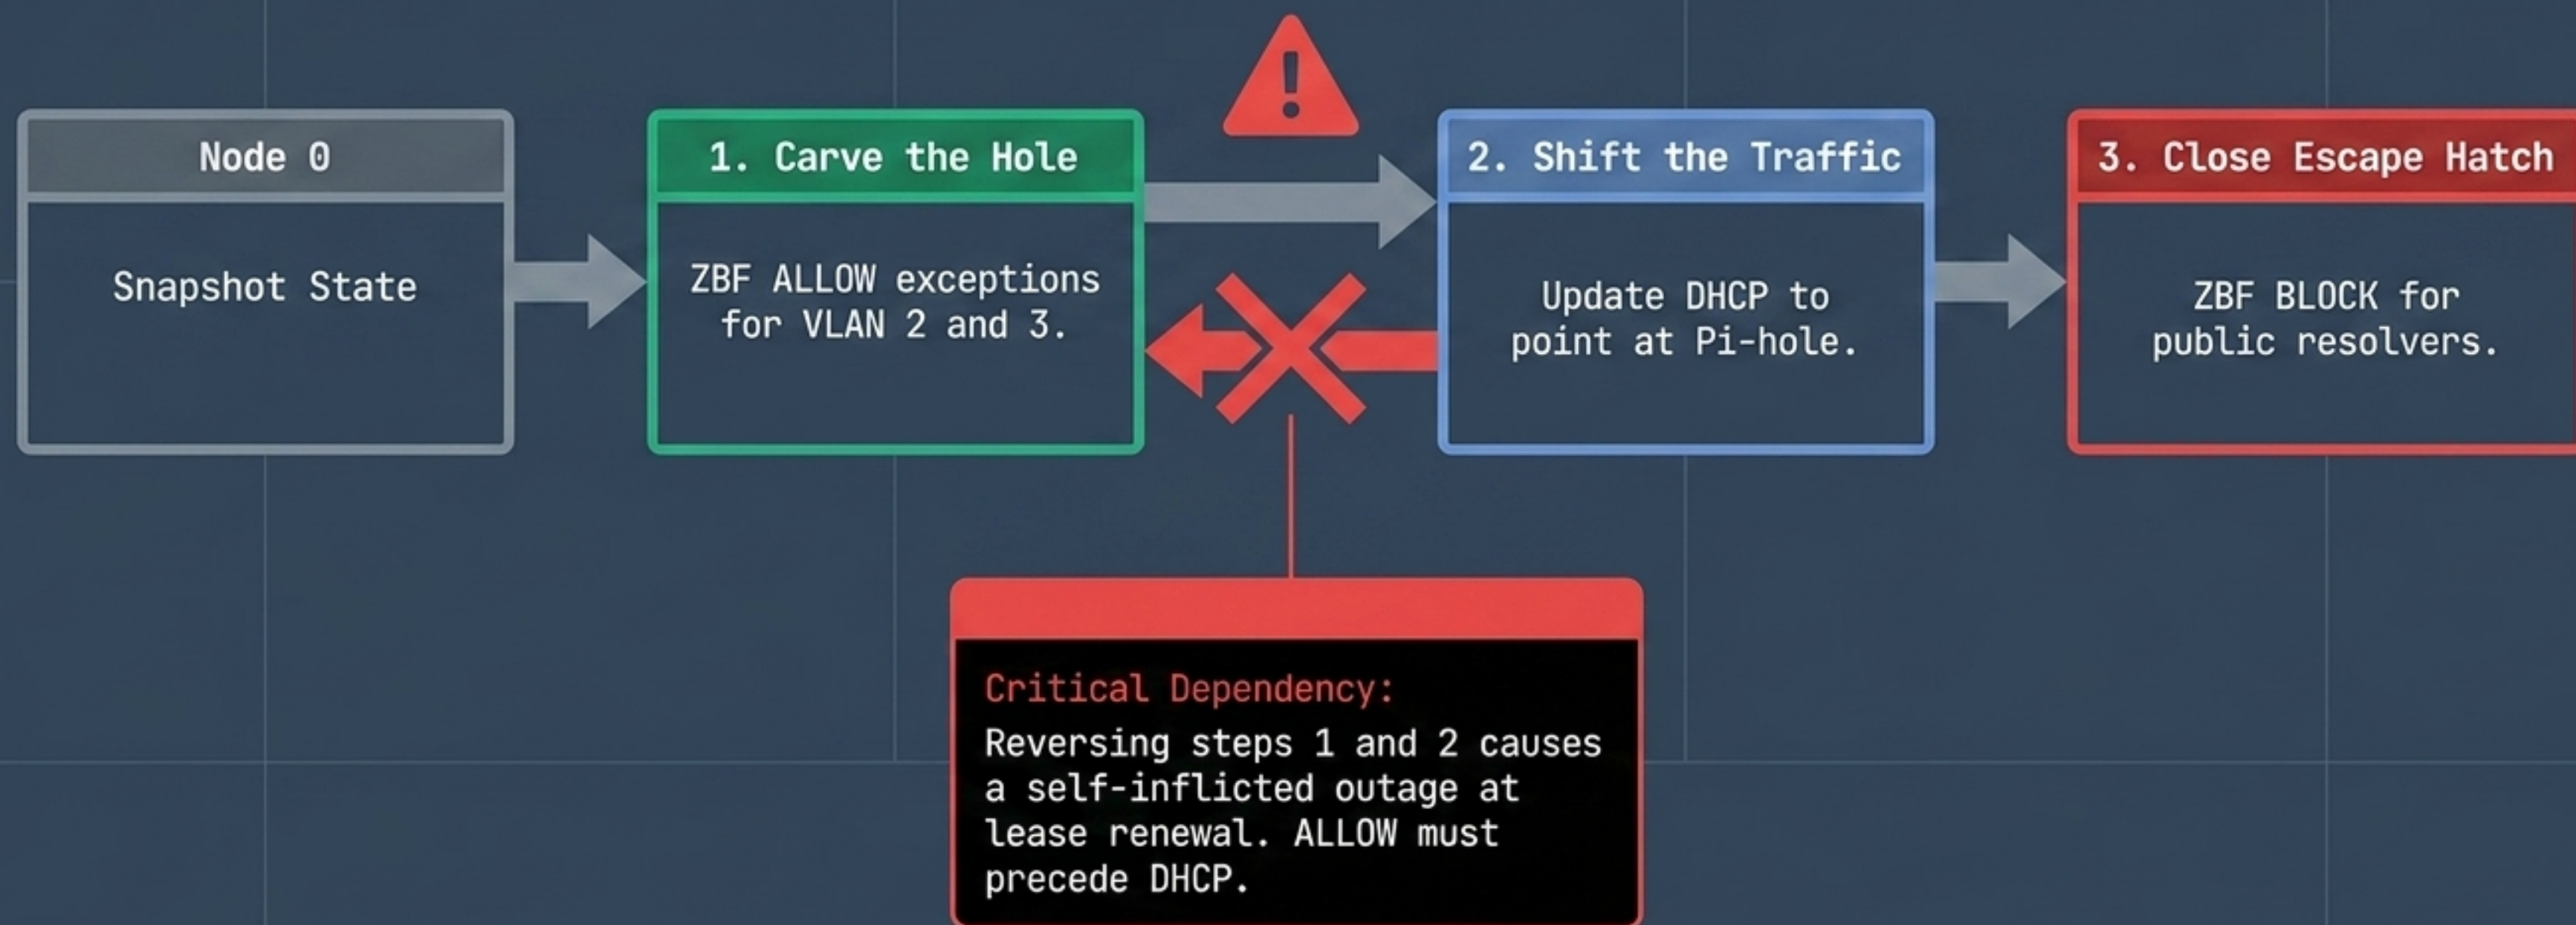 !
Node 0
Snapshot State
1. Carve the Hole
ZBF ALLOW exceptions
for VLAN 2 and 3.
2. Shift the Traffic
Update DHCP to
point at Pi-hole.
3. Close Escape Hatch
ZBF BLOCK for
public resolvers.
Critical Dependency:
Reversing steps 1 and 2 causes
a self-inflicted outage at
lease renewal. ALLOW must
precede DHCP.